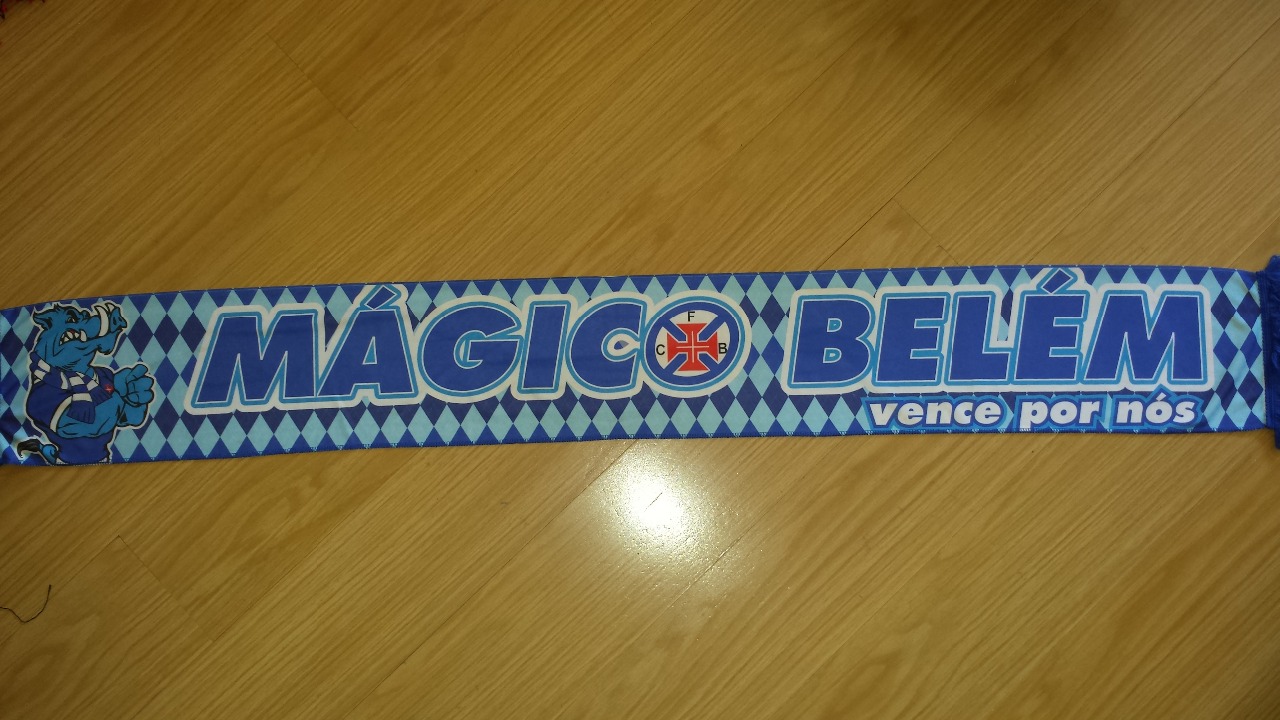 MÁGICO BELÉM
F
C B
vence por nós